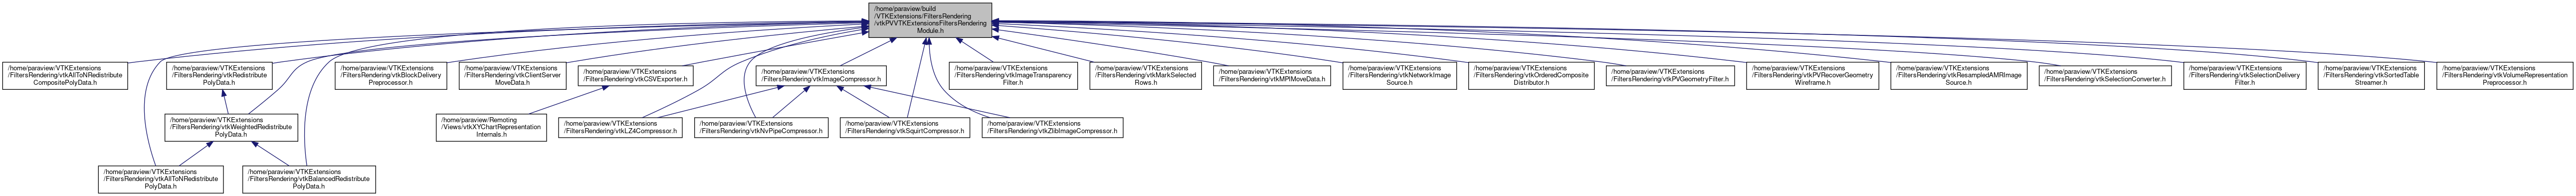 /home/paraview/build
/VTKExtensions/FiltersRendering
/vtkPVVTKExtensionsFiltersRendering
Module.h
/home/paraview/VTKExtensions
/FiltersRendering/vtkAllToNRedistribute
CompositePolyData.h
/home/paraview/VTKExtensions
/FiltersRendering/vtkRedistribute
PolyData.h
/home/paraview/VTKExtensions
/FiltersRendering/vtkBlockDelivery
Preprocessor.h
/home/paraview/VTKExtensions
/FiltersRendering/vtkClientServer
MoveData.h
/home/paraview/VTKExtensions
/FiltersRendering/vtkCSVExporter.h
/home/paraview/VTKExtensions
/FiltersRendering/vtkImageCompressor.h
/home/paraview/VTKExtensions
/FiltersRendering/vtkImageTransparency
Filter.h
/home/paraview/VTKExtensions
/FiltersRendering/vtkMarkSelected
Rows.h
/home/paraview/VTKExtensions
/FiltersRendering/vtkMPIMoveData.h
/home/paraview/VTKExtensions
/FiltersRendering/vtkNetworkImage
Source.h
/home/paraview/VTKExtensions
/FiltersRendering/vtkOrderedComposite
Distributor.h
/home/paraview/VTKExtensions
/FiltersRendering/vtkPVGeometryFilter.h
/home/paraview/VTKExtensions
/FiltersRendering/vtkPVRecoverGeometry
Wireframe.h
/home/paraview/VTKExtensions
/FiltersRendering/vtkResampledAMRImage
Source.h
/home/paraview/VTKExtensions
/FiltersRendering/vtkSelectionConverter.h
/home/paraview/VTKExtensions
/FiltersRendering/vtkSelectionDelivery
Filter.h
/home/paraview/VTKExtensions
/FiltersRendering/vtkSortedTable
Streamer.h
/home/paraview/VTKExtensions
/FiltersRendering/vtkVolumeRepresentation
Preprocessor.h
/home/paraview/VTKExtensions
/FiltersRendering/vtkWeightedRedistribute
PolyData.h
/home/paraview/Remoting
/Views/vtkXYChartRepresentation
Internals.h
/home/paraview/VTKExtensions
/FiltersRendering/vtkLZ4Compressor.h
/home/paraview/VTKExtensions
/FiltersRendering/vtkNvPipeCompressor.h
/home/paraview/VTKExtensions
/FiltersRendering/vtkSquirtCompressor.h
/home/paraview/VTKExtensions
/FiltersRendering/vtkZlibImageCompressor.h
/home/paraview/VTKExtensions
/FiltersRendering/vtkAllToNRedistribute
PolyData.h
/home/paraview/VTKExtensions
/FiltersRendering/vtkBalancedRedistribute
PolyData.h